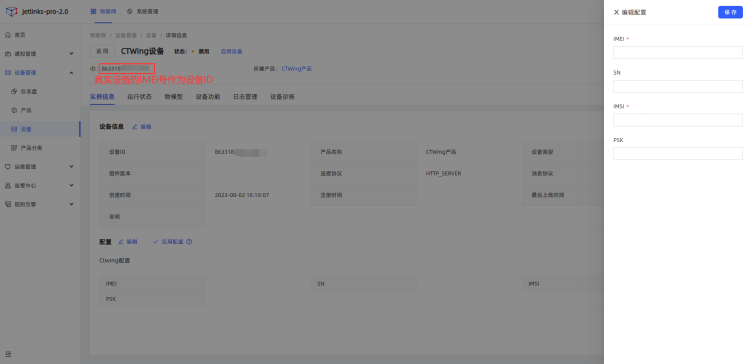 jetlinks-pro-2.0
物联网
系统管理
编辑配置
保存
首页
通知管理
设备管理
仪表盘
产品
设备
产品分类
运维管理
告警中心
规则引擎
物联网 / 设备管理 / 设备 / 详情信息
返回 CTWing设备 状态: 禁用 启用设备
ID: 863318
所属产品: CTWing产品
真实设备的IMEI号作为设备ID
实例信息 运行状态 物模型 设备功能 日志管理 设备诊断
设备信息 编辑
设备ID 863318 产品名称 CTWing产品 设备类型
固件版本 连接协议 HTTP_SERVER 消息协议
创建时间 2023-08-02 16:10:07 注册时间 最后上线时间
说明
配置 编辑 应用配置
Ctwing配置
IMEI SN IMSI
PSK
IMEI *
SN
IMSI *
PSK